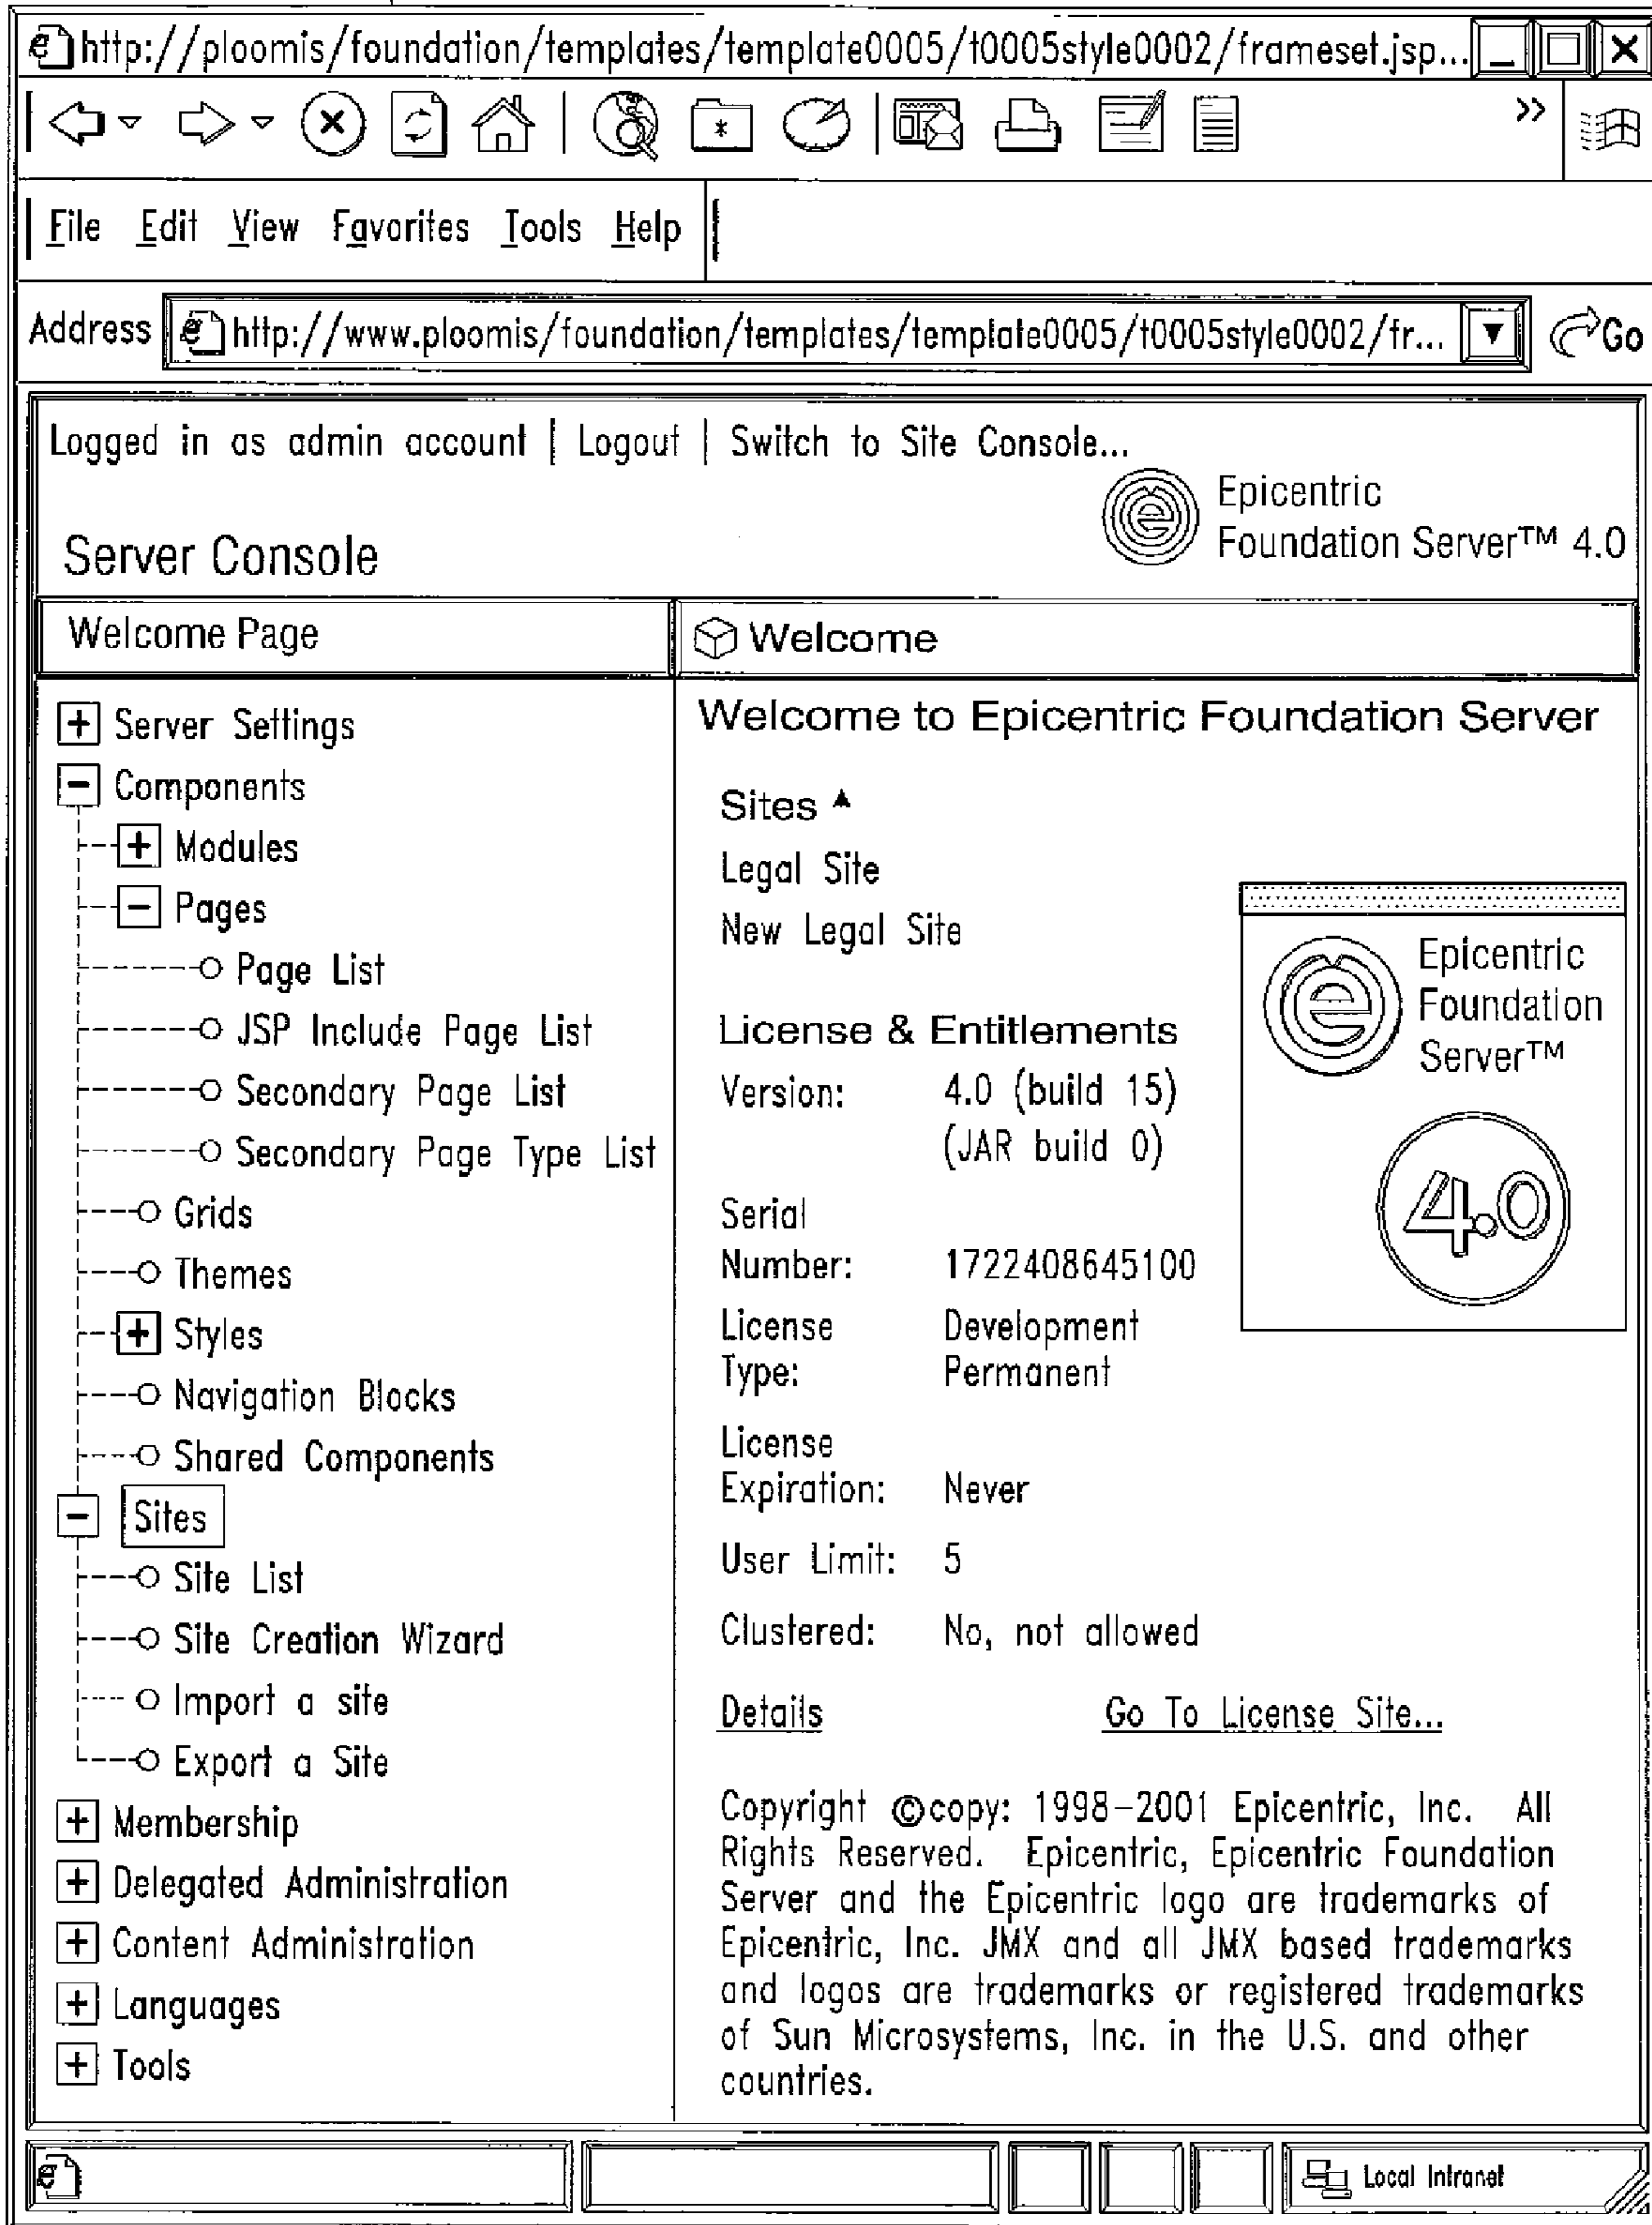 http://ploomis/foundation/templates/template0005/t0005style0002/frameset.jsp...
File Edit View Favorites Tools Help
Address http://www.ploomis/foundation/templates/template0005/t0005style0002/fr... Go
Logged in as admin account | Logout | Switch to Site Console...
Epicentric
Foundation Server™ 4.0
Server Console
Welcome Page
Welcome
Server Settings
Components
Modules
Pages
Page List
JSP Include Page List
Secondary Page List
Secondary Page Type List
Grids
Themes
Styles
Navigation Blocks
Shared Components
Sites
Site List
Site Creation Wizard
Import a site
Export a Site
Membership
Delegated Administration
Content Administration
Languages
Tools
Welcome to Epicentric Foundation Server
Sites
Legal Site
New Legal Site
Epicentric
Foundation
Server™
4.0
License & Entitlements
Version: 4.0 (build 15)
(JAR build 0)
Serial
Number: 1722408645100
License Development
Type: Permanent
License
Expiration: Never
User Limit: 5
Clustered: No, not allowed
Details Go To License Site...
Copyright ©copy: 1998-2001 Epicentric, Inc. All
Rights Reserved. Epicentric, Epicentric Foundation
Server and the Epicentric logo are trademarks of
Epicentric, Inc. JMX and all JMX based trademarks
and logos are trademarks or registered trademarks
of Sun Microsystems, Inc. in the U.S. and other
countries.
Local Intranet